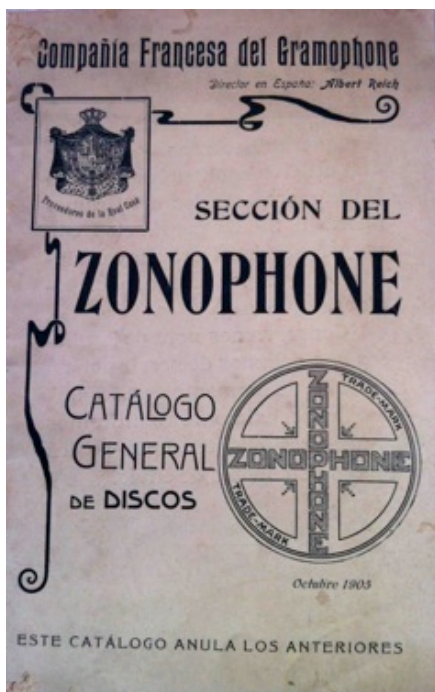 Compañía Francesa del Gramophone
Director en España: Albert Reich
Proveedores de la Real Casa
SECCIÓN DEL
ZONOPHONE
CATÁLOGO
GENERAL
DE DISCOS
TRADE-MARK
ZONOPHONE
ZONOPHONE
TRADE-MARK
Octubre 1905
ESTE CATÁLOGO ANULA LOS ANTERIORES